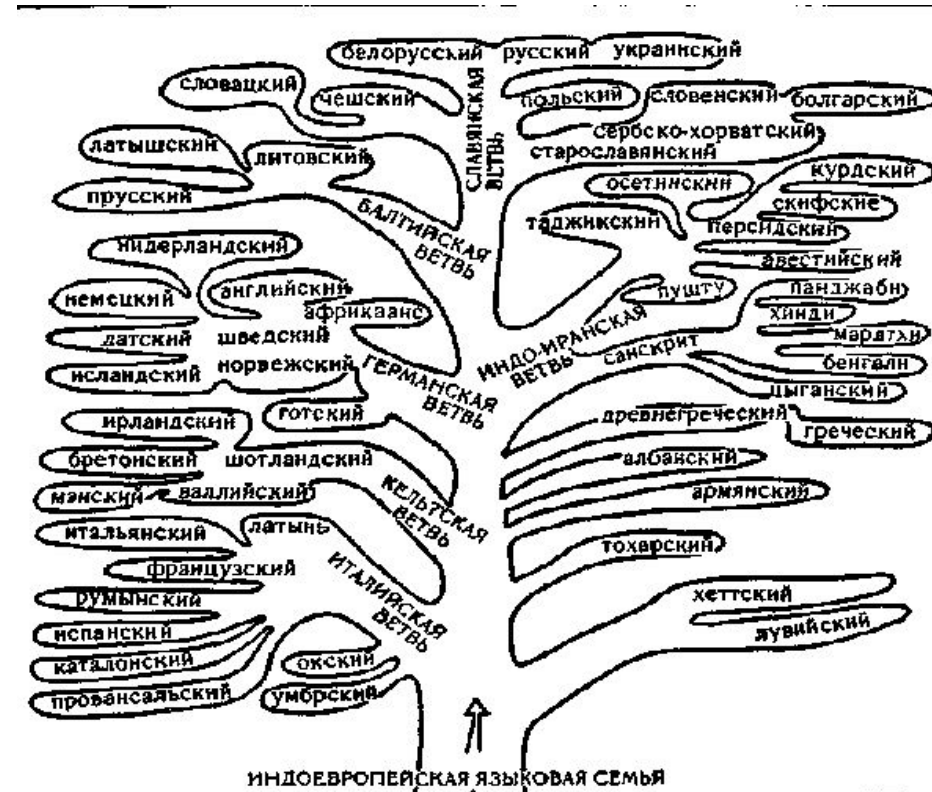 белорусский русский украинский
словацкий
чешский
польский
словенский
болгарский
СЛАВЯНСКАЯ
ВЕТВЬ
сербско-хорватский
старославянский
латышский
литовский
прусский
БАЛТИЙСКАЯ
ВЕТВЬ
курдский
осетинский
скифские
таджикский
персидский
авестийский
пушту
панджаби
хинди
маратхи
бенгали
цыганский
ИНДО-ИРАНСКАЯ
ВЕТВЬ
санскрит
нидерландский
немецкий
английский
африкаанс
датский
шведский
исландский
норвежский
ГЕРМАНСКАЯ
ВЕТВЬ
готский
древнегреческий
греческий
ирландский
бретонский
шотландский
албанский
мэнский
валлийский
КЕЛЬТСКАЯ
ВЕТВЬ
армянский
итальянский
латынь
тохарский
французский
ИТАЛИЙСКАЯ
ВЕТВЬ
румынский
хеттский
испанский
лувийский
каталонский
окский
провансальский
умбрский
ИНДОЕВРОПЕЙСКАЯ ЯЗЫКОВАЯ СЕМЬЯ